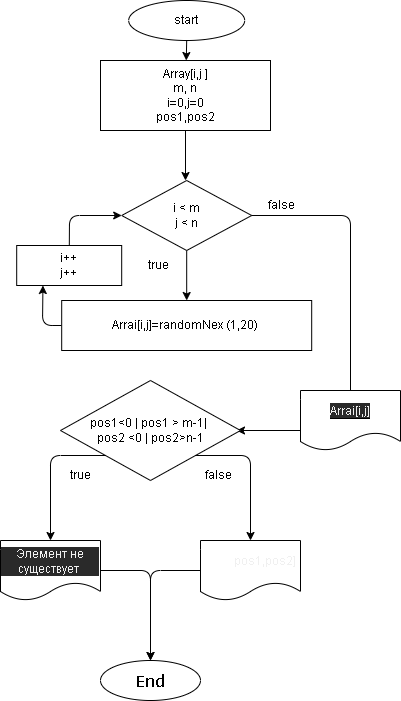 start
Array[i,j ]
m, n
i=0,j=0
pos1,pos2
i < m
j < n
false
true
i++
j++
Arrai[i,j]=randomNex (1,20)
Arrai[i,j]
pos1<0 | pos1 > m-1|
pos2 <0 | pos2>n-1
true
false
Элемент не
существует
pos1,pos2]
End